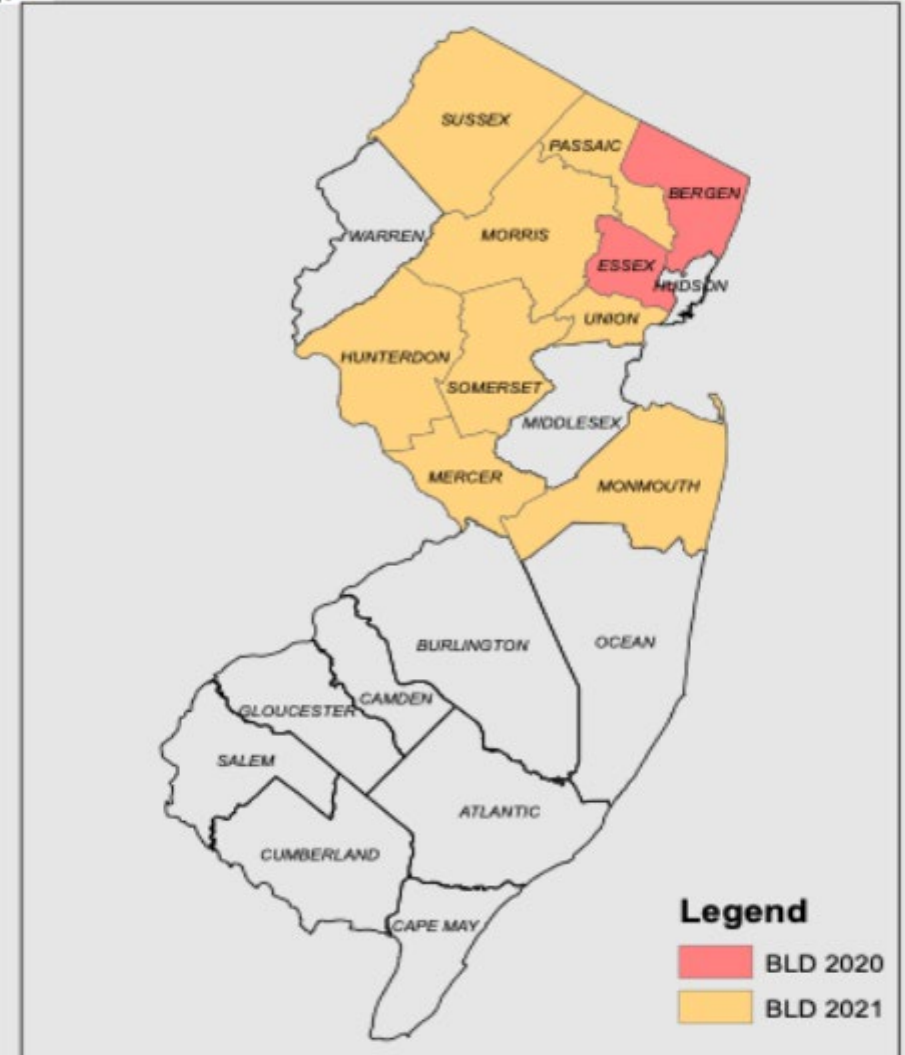 SUSSEX
PASSAIC
BERGEN
WARREN
MORRIS
ESSEX
HUDSON
UNION
HUNTERDON
SOMERSET
MIDDLESEX
MERCER
MONMOUTH
BURLINGTON
OCEAN
CAMDEN
GLOUCESTER
SALEM
ATLANTIC
CUMBERLAND
CAPE MAY
Legend
BLD 2020
BLD 2021